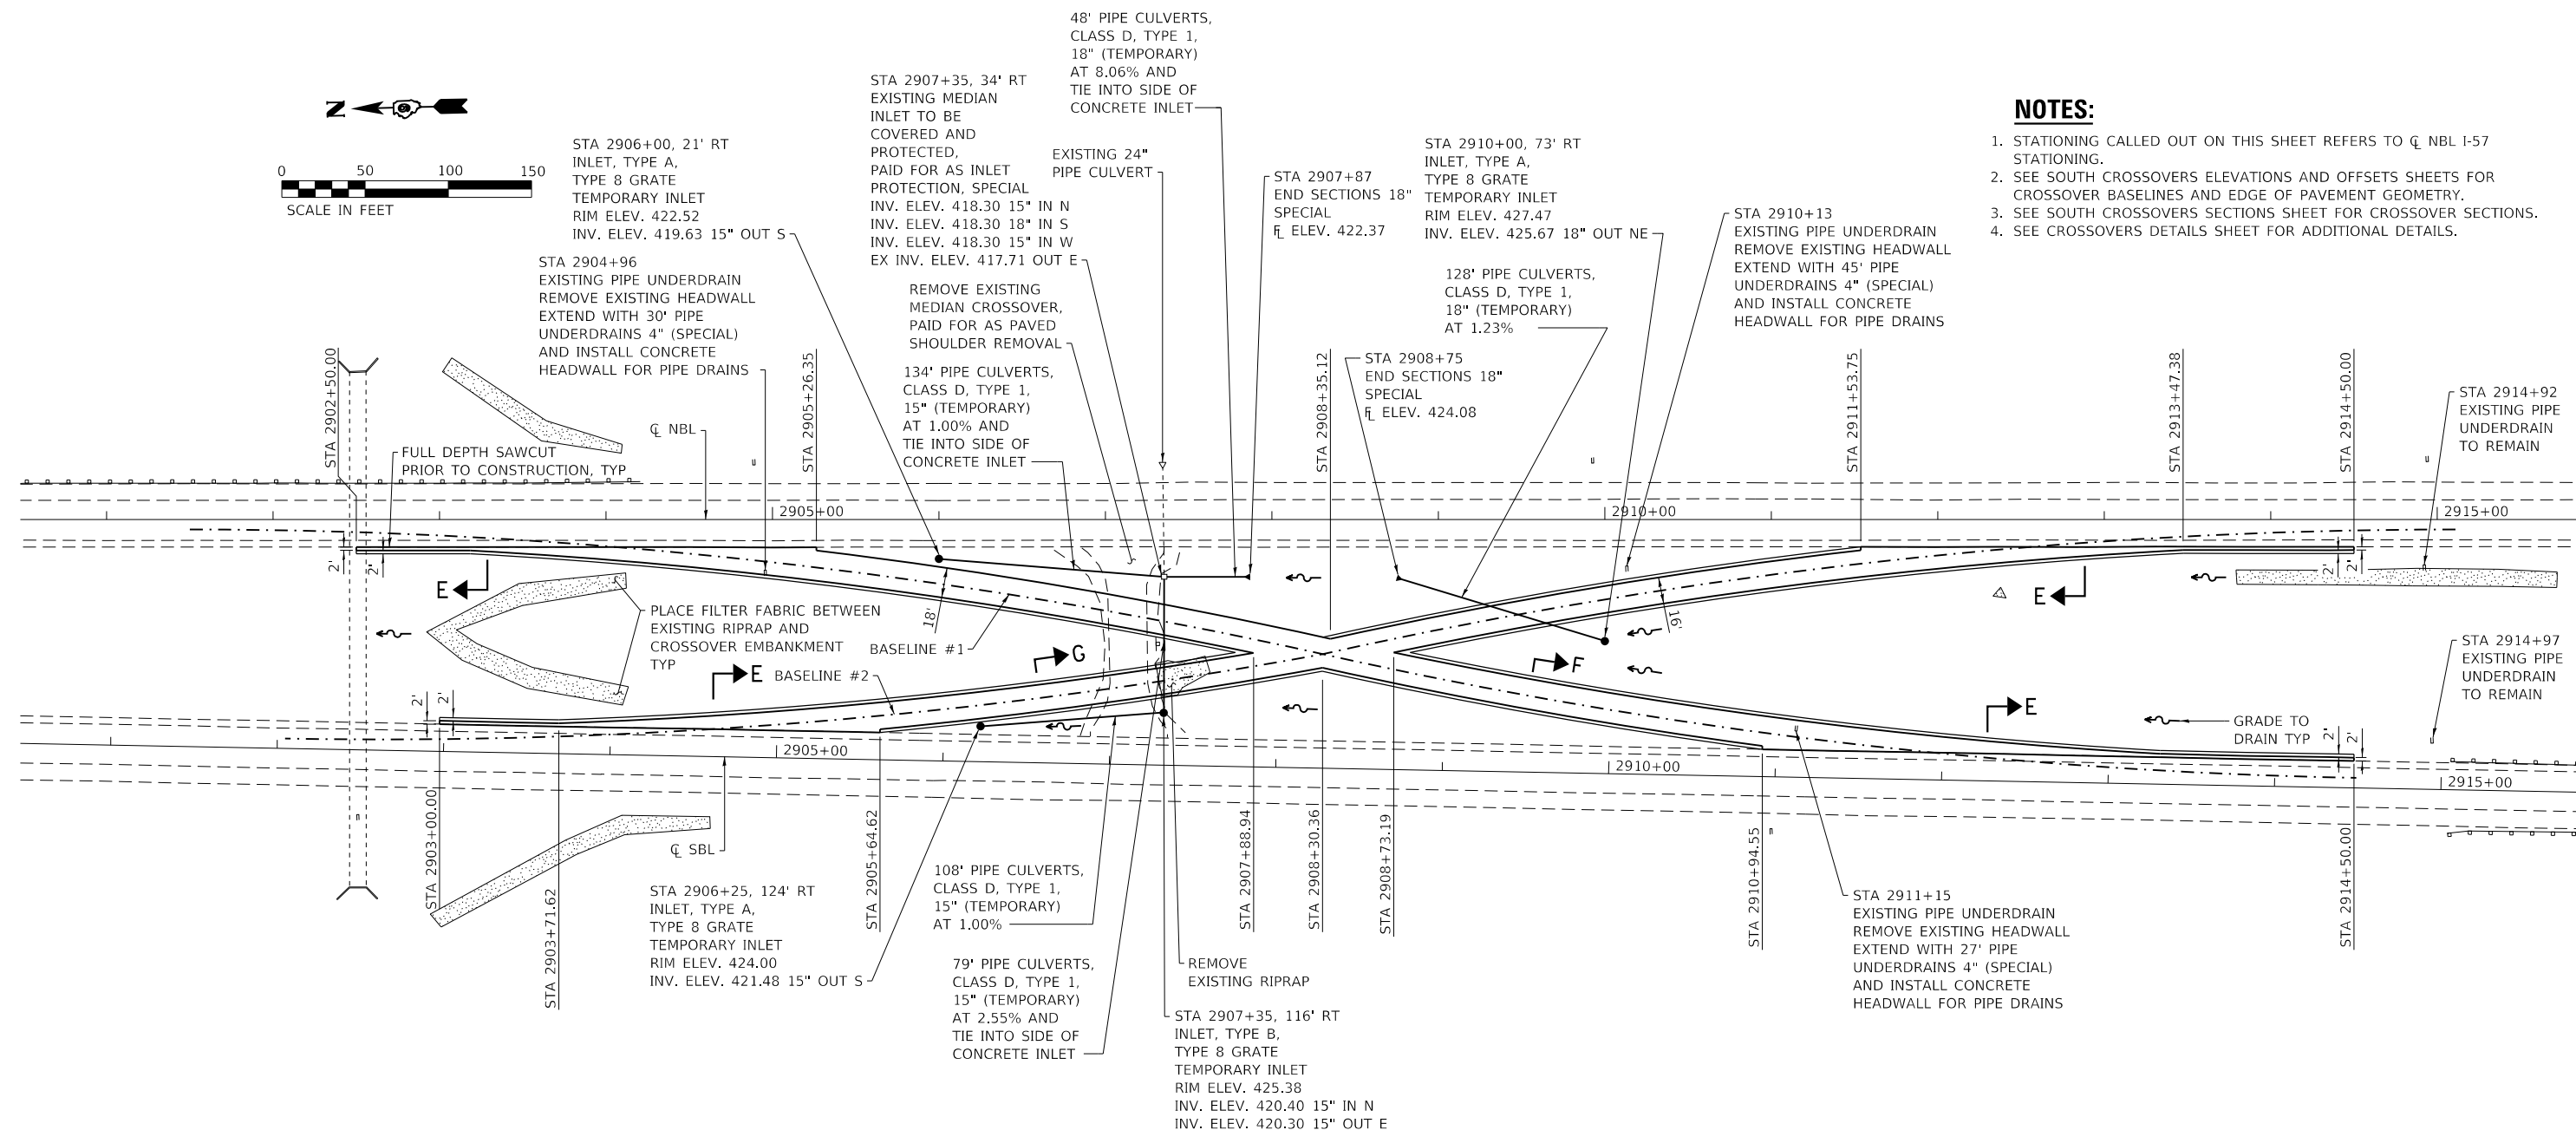 48' PIPE CULVERTS,
CLASS D, TYPE 1,
18" (TEMPORARY)
AT 8.06% AND
TIE INTO SIDE OF
CONCRETE INLET
STA 2907+35, 34' RT
EXISTING MEDIAN
INLET TO BE
COVERED AND
PROTECTED,
PAID FOR AS INLET
PROTECTION, SPECIAL
INV. ELEV. 418.30 15" IN N
INV. ELEV. 418.30 18" IN S
INV. ELEV. 418.30 15" IN W
EX INV. ELEV. 417.71 OUT E
N
0 50 100 150
SCALE IN FEET
STA 2906+00, 21' RT
INLET, TYPE A,
TYPE 8 GRATE
TEMPORARY INLET
RIM ELEV. 422.52
INV. ELEV. 419.63 15" OUT S
EXISTING 24"
PIPE CULVERT
STA 2907+87
END SECTIONS 18"
SPECIAL
FL ELEV. 422.37
STA 2910+00, 73' RT
INLET, TYPE A,
TYPE 8 GRATE
TEMPORARY INLET
RIM ELEV. 427.47
INV. ELEV. 425.67 18" OUT NE
STA 2910+13
EXISTING PIPE UNDERDRAIN
REMOVE EXISTING HEADWALL
EXTEND WITH 45' PIPE
UNDERDRAINS 4" (SPECIAL)
AND INSTALL CONCRETE
HEADWALL FOR PIPE DRAINS
NOTES:
1. STATIONING CALLED OUT ON THIS SHEET REFERS TO ℄ NBL I-57
STATIONING.
2. SEE SOUTH CROSSOVERS ELEVATIONS AND OFFSETS SHEETS FOR
CROSSOVER BASELINES AND EDGE OF PAVEMENT GEOMETRY.
3. SEE SOUTH CROSSOVERS SECTIONS SHEET FOR CROSSOVER SECTIONS.
4. SEE CROSSOVERS DETAILS SHEET FOR ADDITIONAL DETAILS.
STA 2904+96
EXISTING PIPE UNDERDRAIN
REMOVE EXISTING HEADWALL
EXTEND WITH 30' PIPE
UNDERDRAINS 4" (SPECIAL)
AND INSTALL CONCRETE
HEADWALL FOR PIPE DRAINS
REMOVE EXISTING
MEDIAN CROSSOVER,
PAID FOR AS PAVED
SHOULDER REMOVAL
134' PIPE CULVERTS,
CLASS D, TYPE 1,
15" (TEMPORARY)
AT 1.00% AND
TIE INTO SIDE OF
CONCRETE INLET
128' PIPE CULVERTS,
CLASS D, TYPE 1,
18" (TEMPORARY)
AT 1.23%
STA 2908+75
END SECTIONS 18"
SPECIAL
FL ELEV. 424.08
STA 2914+92
EXISTING PIPE
UNDERDRAIN
TO REMAIN
STA 2902+50.00
STA 2905+26.35
STA 2908+35.12
STA 2911+53.75
STA 2913+47.38
STA 2914+50.00
℄ NBL
FULL DEPTH SAWCUT
PRIOR TO CONSTRUCTION, TYP
2905+00
2910+00
2915+00
2'
2'
2'
2'
E
E
18'
16'
PLACE FILTER FABRIC BETWEEN
EXISTING RIPRAP AND
CROSSOVER EMBANKMENT
TYP
BASELINE #1
BASELINE #2
G
F
E
E
STA 2914+97
EXISTING PIPE
UNDERDRAIN
TO REMAIN
GRADE TO
DRAIN TYP
2'
2'
2'
2'
2905+00
2910+00
2915+00
℄ SBL
STA 2903+00.00
STA 2903+71.62
STA 2905+64.62
STA 2907+88.94
STA 2908+30.36
STA 2908+73.19
STA 2910+94.55
STA 2914+50.00
STA 2906+25, 124' RT
INLET, TYPE A,
TYPE 8 GRATE
TEMPORARY INLET
RIM ELEV. 424.00
INV. ELEV. 421.48 15" OUT S
108' PIPE CULVERTS,
CLASS D, TYPE 1,
15" (TEMPORARY)
AT 1.00%
79' PIPE CULVERTS,
CLASS D, TYPE 1,
15" (TEMPORARY)
AT 2.55% AND
TIE INTO SIDE OF
CONCRETE INLET
REMOVE
EXISTING RIPRAP
STA 2907+35, 116' RT
INLET, TYPE B,
TYPE 8 GRATE
TEMPORARY INLET
RIM ELEV. 425.38
INV. ELEV. 420.40 15" IN N
INV. ELEV. 420.30 15" OUT E
STA 2911+15
EXISTING PIPE UNDERDRAIN
REMOVE EXISTING HEADWALL
EXTEND WITH 27' PIPE
UNDERDRAINS 4" (SPECIAL)
AND INSTALL CONCRETE
HEADWALL FOR PIPE DRAINS